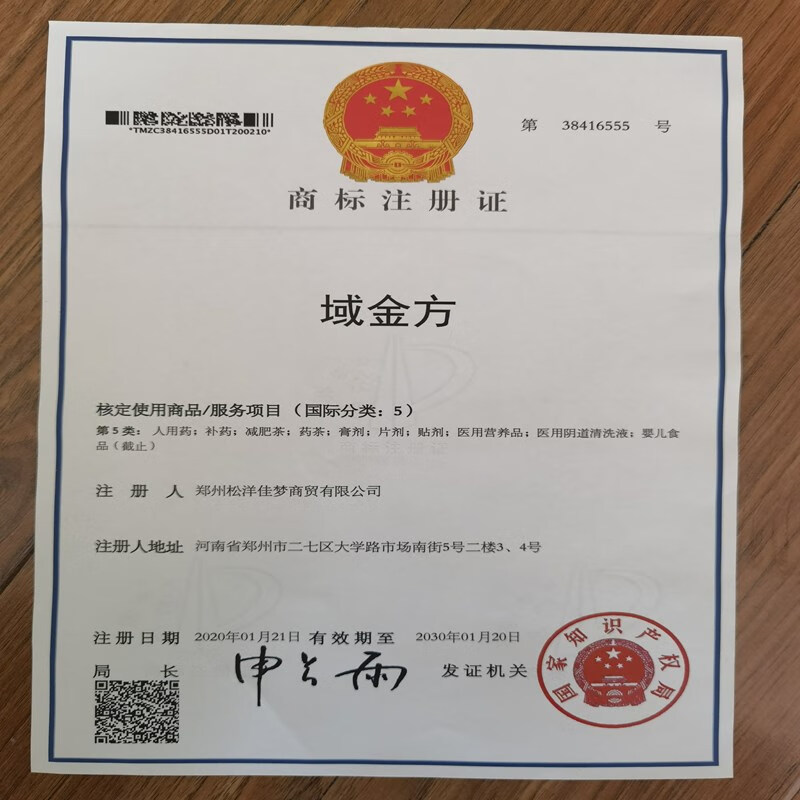 *TMZC38416555D01T200210*
第 38416555 号
商标注册证
域金方
核定使用商品/服务项目（国际分类：5）
第5类：人用药；补药；减肥茶；药茶；膏剂；片剂；贴剂；医用营养品；医用阴道清洗液；婴儿食
品（截止）
注册人 郑州松洋佳梦商贸有限公司
注册人地址 河南省郑州市二七区大学路市场南街5号二楼3、4号
注册日期 2020年01月21日 有效期至 2030年01月20日
局长 申长雨 发证机关
国家知识产权局